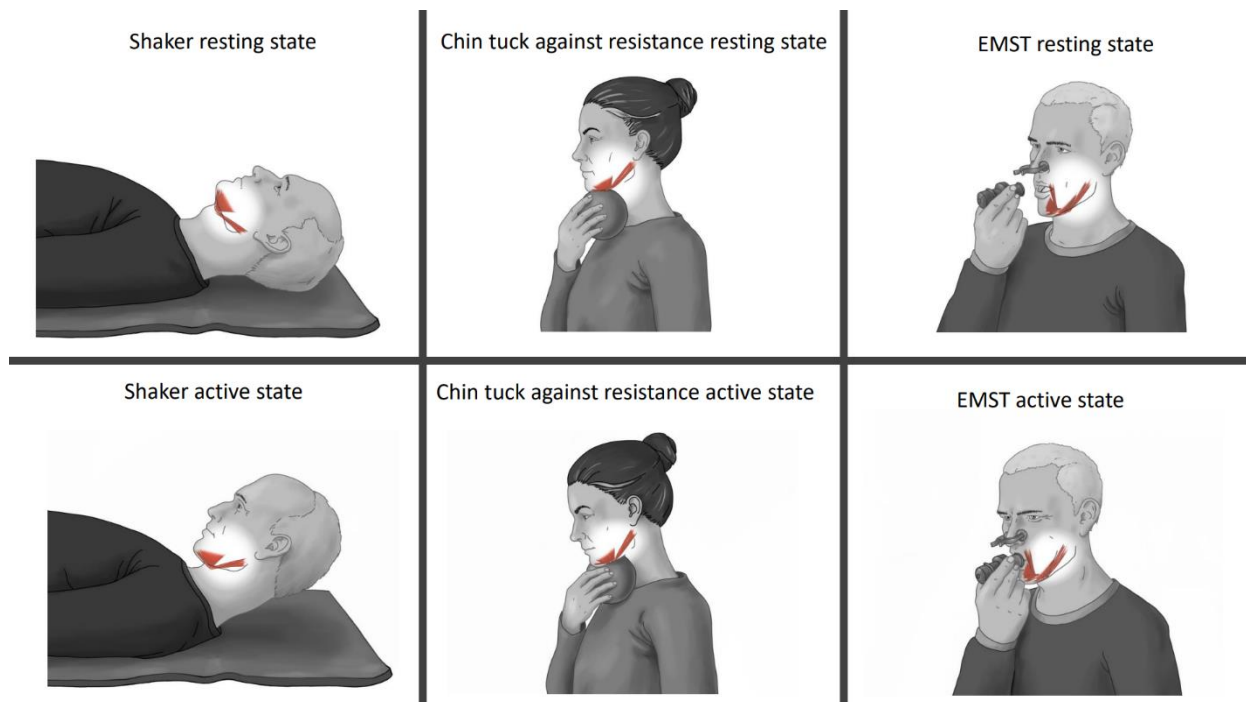 Shaker resting state
Chin tuck against resistance resting state
EMST resting state
Shaker active state
Chin tuck against resistance active state
EMST active state